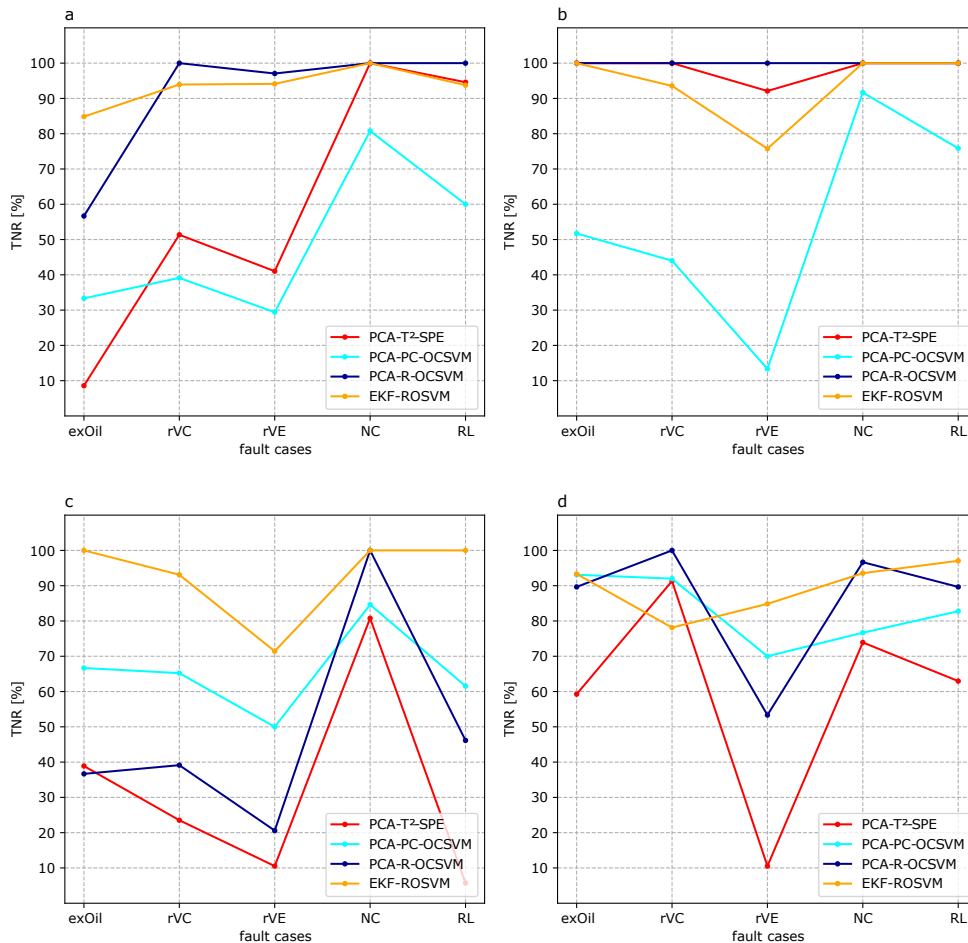 a
TNR [%]
100
90
80
70
60
50
40
30
20
10
exOil rVC rVE NC RL
fault cases
PCA-T²-SPE
PCA-PC-OCSVM
PCA-R-OCSVM
EKF-ROSVM
b
TNR [%]
100
90
80
70
60
50
40
30
20
10
exOil rVC rVE NC RL
fault cases
PCA-T²-SPE
PCA-PC-OCSVM
PCA-R-OCSVM
EKF-ROSVM
c
TNR [%]
100
90
80
70
60
50
40
30
20
10
exOil rVC rVE NC RL
fault cases
PCA-T²-SPE
PCA-PC-OCSVM
PCA-R-OCSVM
EKF-ROSVM
d
TNR [%]
100
90
80
70
60
50
40
30
20
10
exOil rVC rVE NC RL
fault cases
PCA-T²-SPE
PCA-PC-OCSVM
PCA-R-OCSVM
EKF-ROSVM